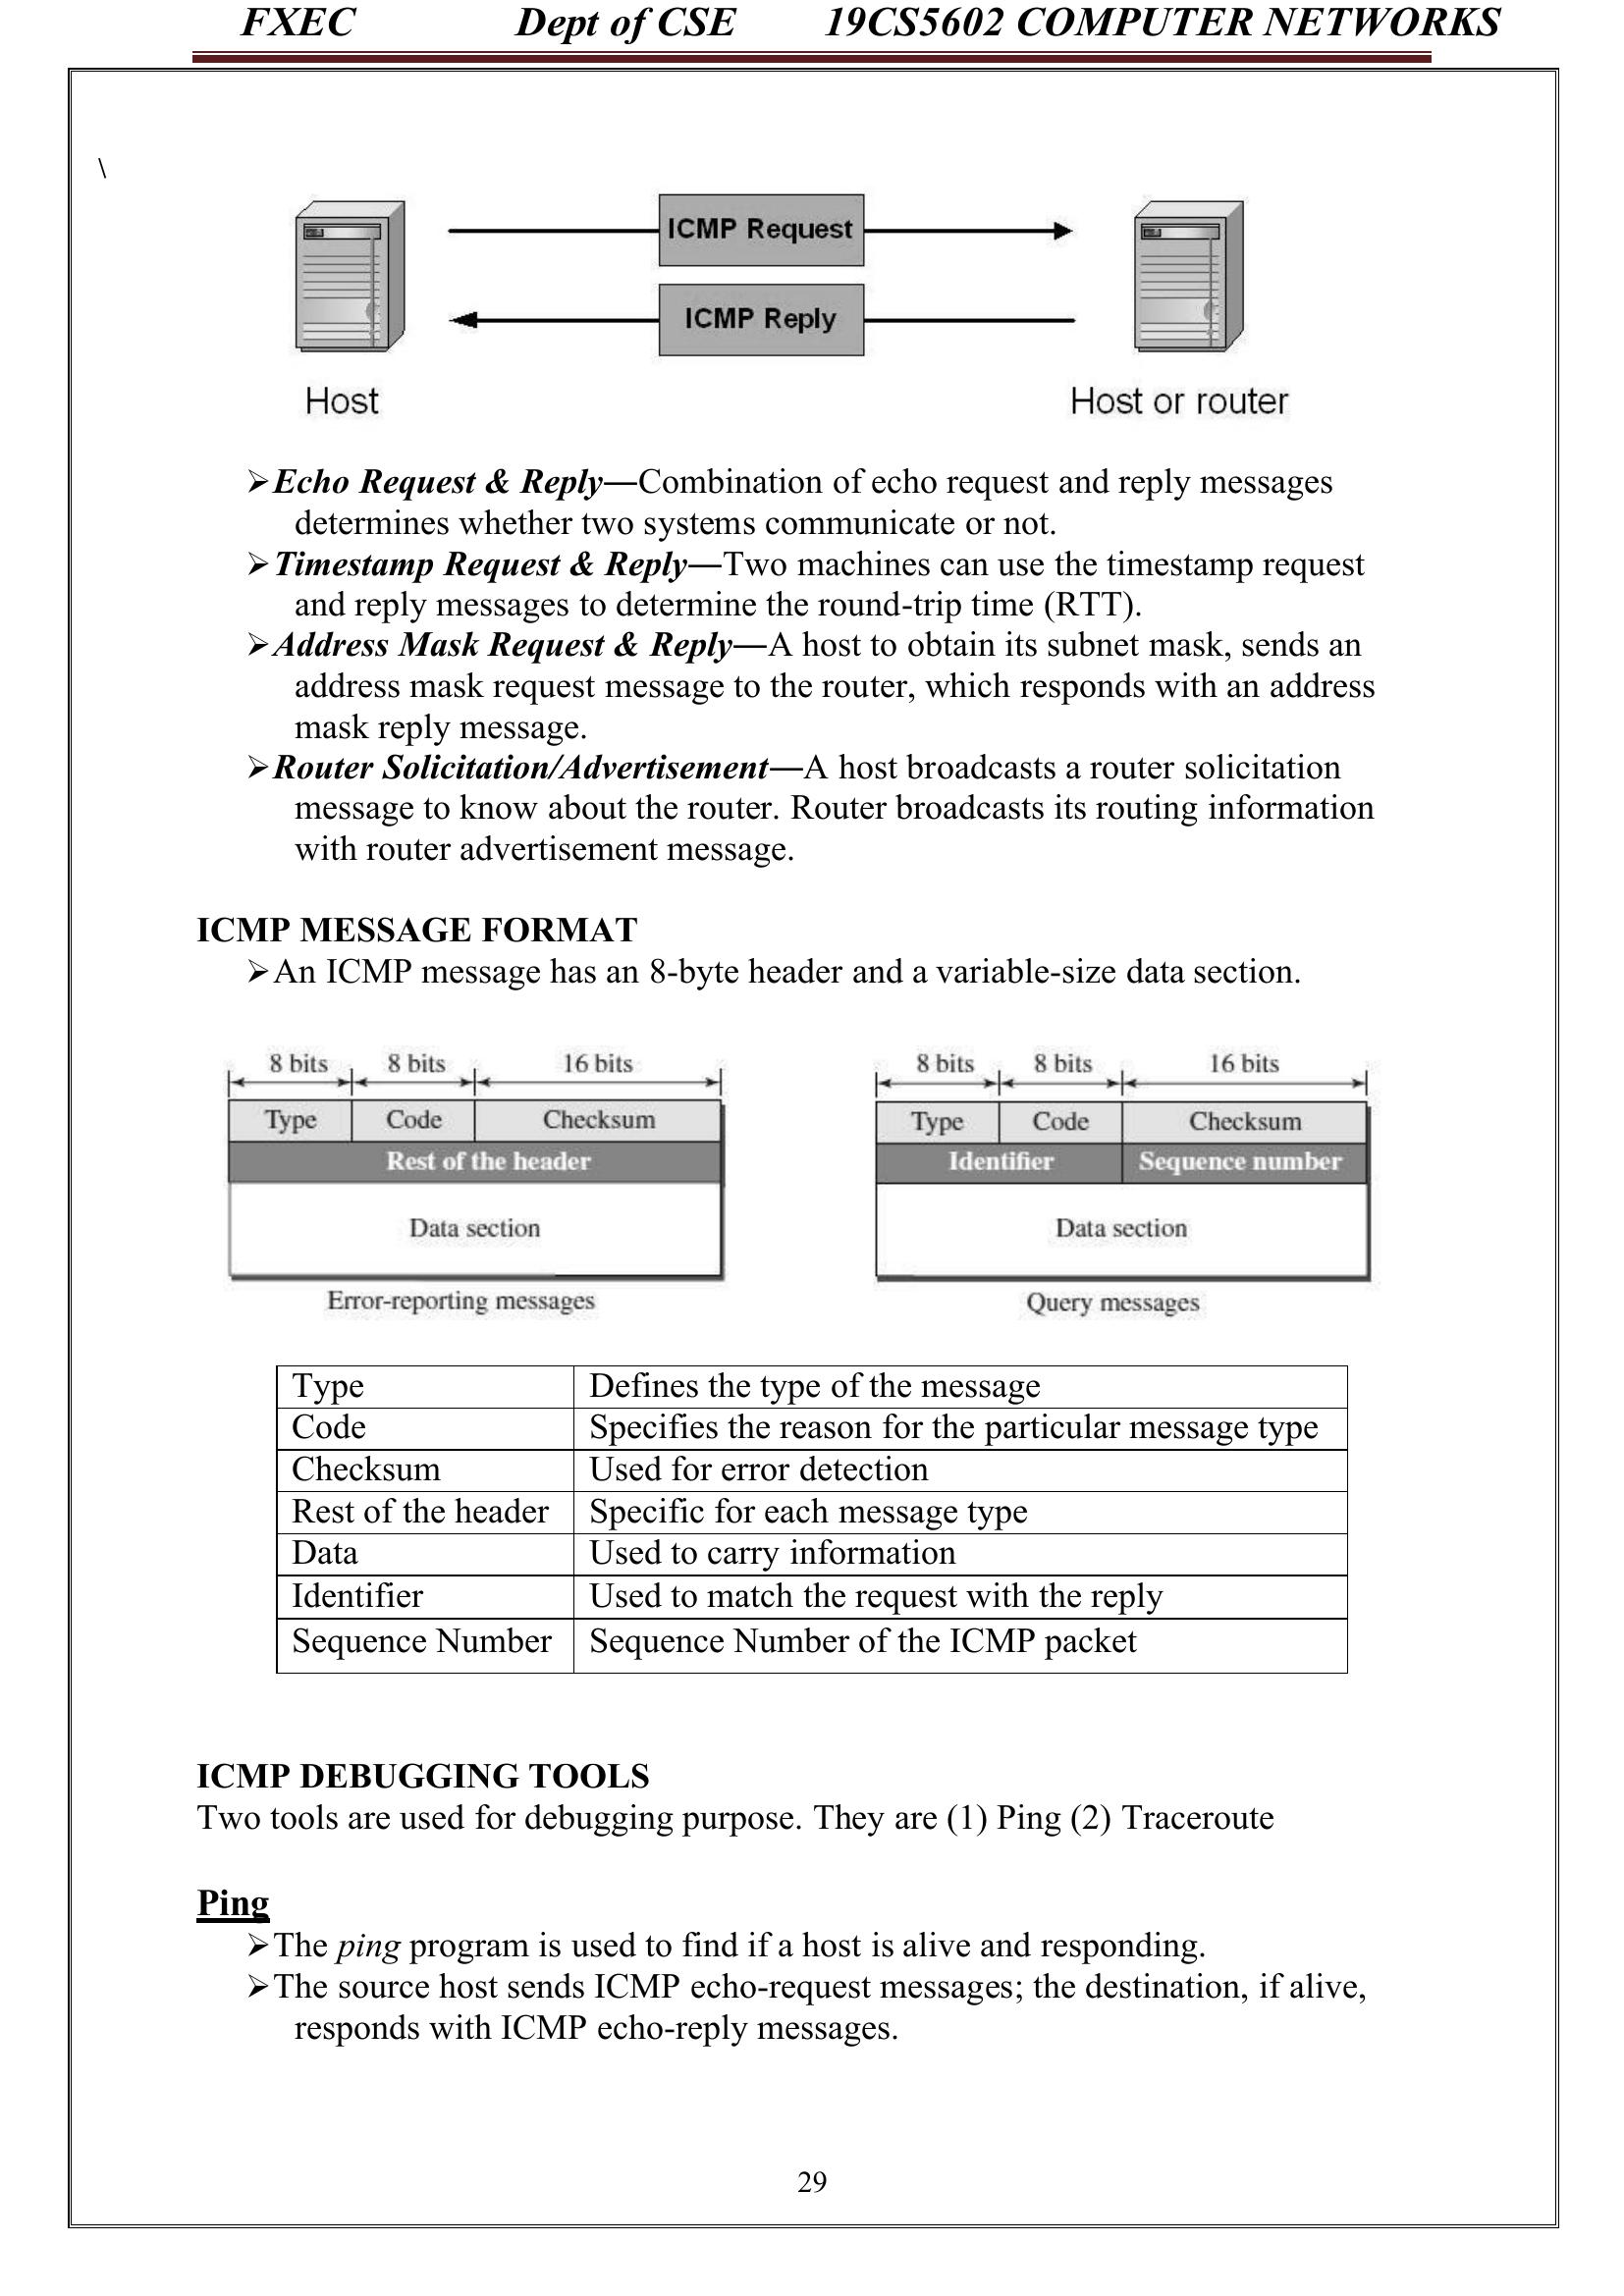 FXEC Dept of CSE 19CS5602 COMPUTER NETWORKS
\
ICMP Request
ICMP Reply
Host Host or router
➢Echo Request & Reply—Combination of echo request and reply messages
determines whether two systems communicate or not.
➢Timestamp Request & Reply—Two machines can use the timestamp request
and reply messages to determine the round-trip time (RTT).
➢Address Mask Request & Reply—A host to obtain its subnet mask, sends an
address mask request message to the router, which responds with an address
mask reply message.
➢Router Solicitation/Advertisement—A host broadcasts a router solicitation
message to know about the router. Router broadcasts its routing information
with router advertisement message.
ICMP MESSAGE FORMAT
➢An ICMP message has an 8-byte header and a variable-size data section.
8 bits 8 bits 16 bits
Type Code Checksum
Rest of the header
Data section
Error-reporting messages
8 bits 8 bits 16 bits
Type Code Checksum
Identifier Sequence number
Data section
Query messages
Type Defines the type of the message
Code Specifies the reason for the particular message type
Checksum Used for error detection
Rest of the header Specific for each message type
Data Used to carry information
Identifier Used to match the request with the reply
Sequence Number Sequence Number of the ICMP packet
ICMP DEBUGGING TOOLS
Two tools are used for debugging purpose. They are (1) Ping (2) Traceroute
Ping
➢The ping program is used to find if a host is alive and responding.
➢The source host sends ICMP echo-request messages; the destination, if alive,
responds with ICMP echo-reply messages.
29